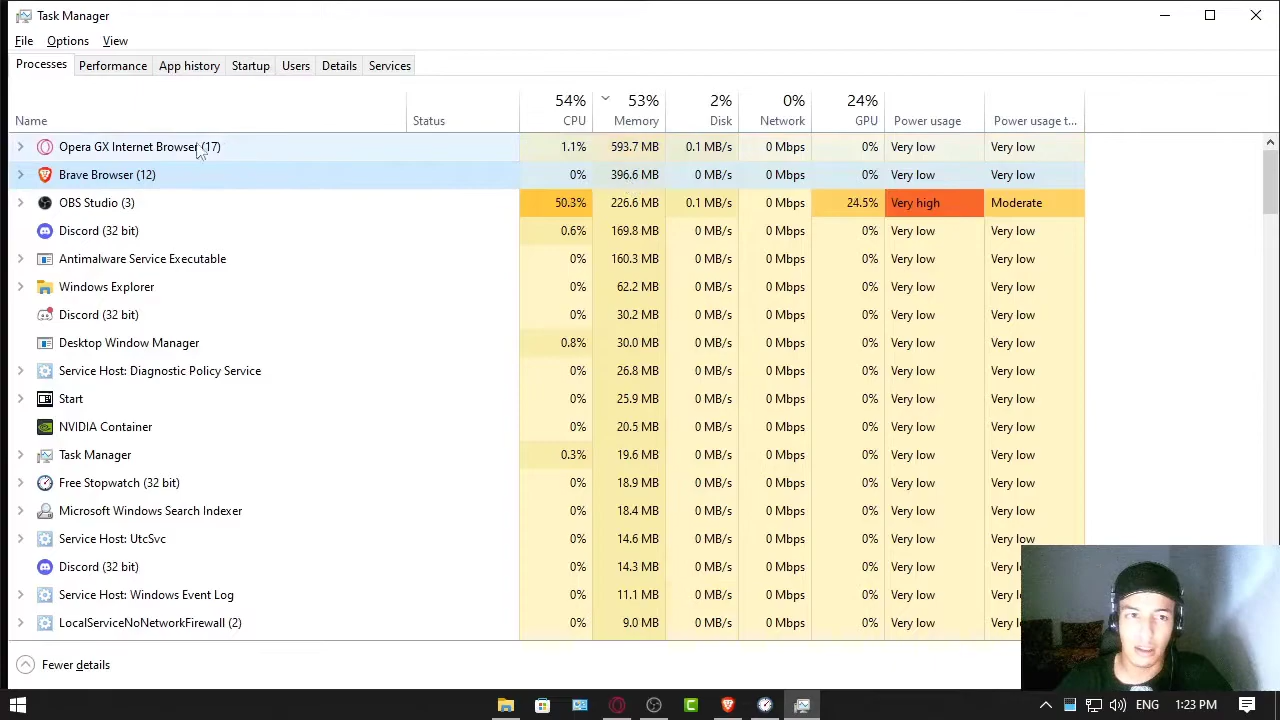 Task Manager
File Options View
Processes Performance App history Startup Users Details Services
54% 53% 2% 0% 24%
Name Status CPU Memory Disk Network GPU Power usage Power usage t...
Opera GX Internet Browser (17) 1.1% 593.7 MB 0.1 MB/s 0 Mbps 0% Very low Very low
Brave Browser (12) 0% 396.6 MB 0 MB/s 0 Mbps 0% Very low Very low
OBS Studio (3) 50.3% 226.6 MB 0.1 MB/s 0 Mbps 24.5% Very high Moderate
Discord (32 bit) 0.6% 169.8 MB 0 MB/s 0 Mbps 0% Very low Very low
Antimalware Service Executable 0% 160.3 MB 0 MB/s 0 Mbps 0% Very low Very low
Windows Explorer 0% 62.2 MB 0 MB/s 0 Mbps 0% Very low Very low
Discord (32 bit) 0% 30.2 MB 0 MB/s 0 Mbps 0% Very low Very low
Desktop Window Manager 0.8% 30.0 MB 0 MB/s 0 Mbps 0% Very low Very low
Service Host: Diagnostic Policy Service 0% 26.8 MB 0 MB/s 0 Mbps 0% Very low Very low
Start 0% 25.9 MB 0 MB/s 0 Mbps 0% Very low Very low
NVIDIA Container 0% 20.5 MB 0 MB/s 0 Mbps 0% Very low Very low
Task Manager 0.3% 19.6 MB 0 MB/s 0 Mbps 0% Very low Very low
Free Stopwatch (32 bit) 0% 18.9 MB 0 MB/s 0 Mbps 0% Very low Very low
Microsoft Windows Search Indexer 0% 18.4 MB 0 MB/s 0 Mbps 0% Very low Very low
Service Host: UtcSvc 0% 14.6 MB 0 MB/s 0 Mbps 0% Very low Very low
Discord (32 bit) 0% 14.3 MB 0 MB/s 0 Mbps 0% Very low
Service Host: Windows Event Log 0% 11.1 MB 0 MB/s 0 Mbps 0% Very low
LocalServiceNoNetworkFirewall (2) 0% 9.0 MB 0 MB/s 0 Mbps 0% Very low
Fewer details
ENG 1:23 PM